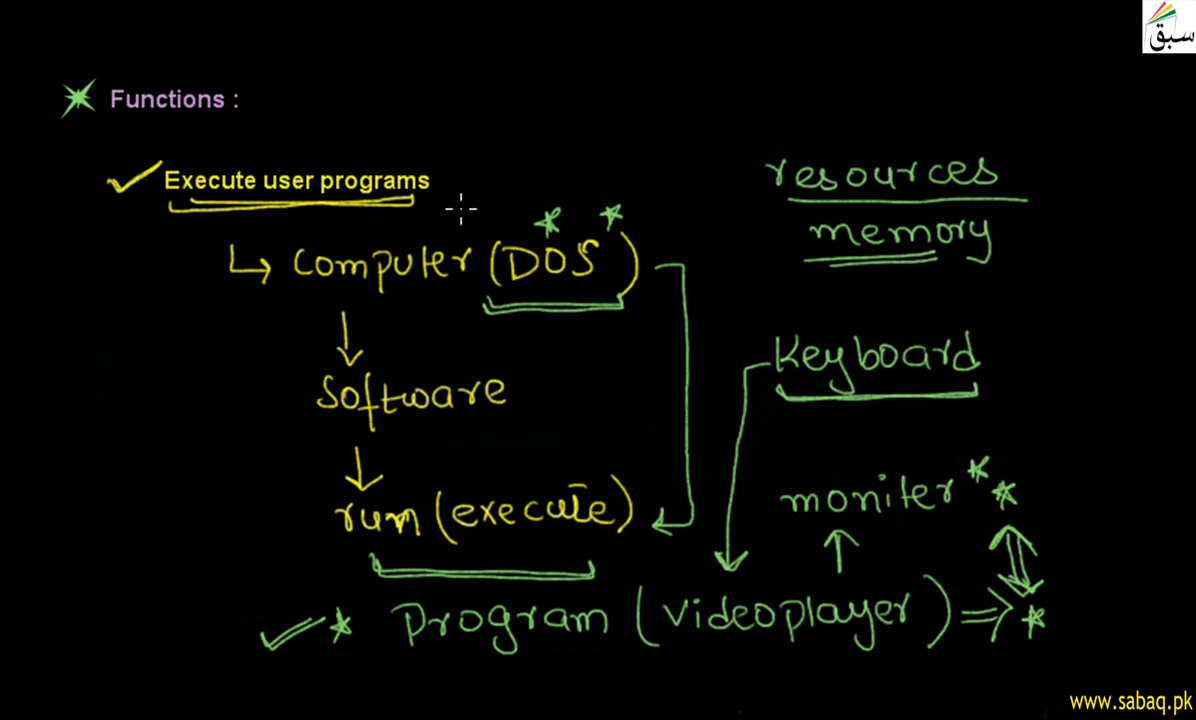 سبق
Functions :
Execute user programs
resources
memory
computer (DOS)
Keyboard
software
moniter
run (execute)
Program (videoplayer) ⇒
www.sabaq.pk